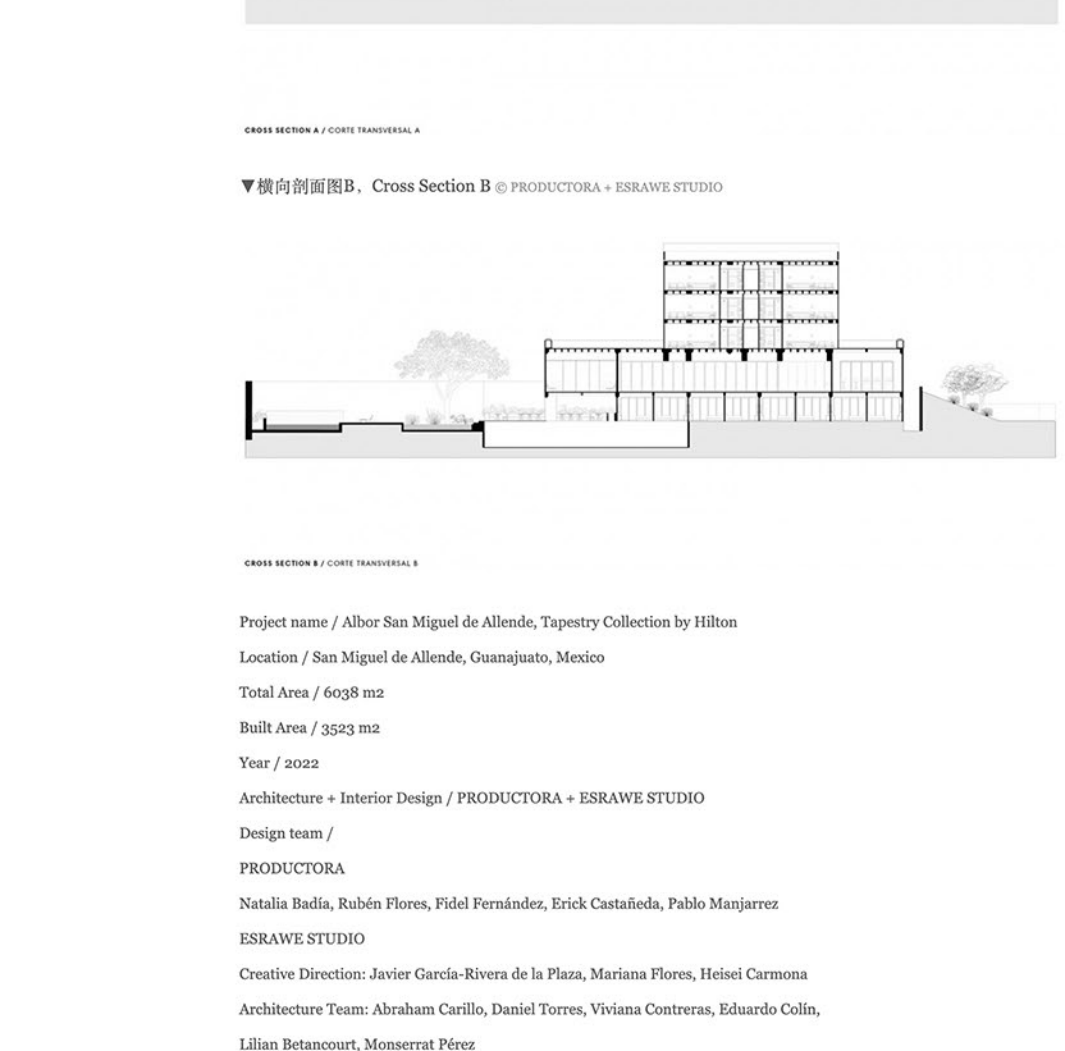 CROSS SECTION A / CORTE TRANSVERSAL A
▼横向剖面图B，Cross Section B © PRODUCTORA + ESRAWE STUDIO
CROSS SECTION B / CORTE TRANSVERSAL B
Project name / Albor San Miguel de Allende, Tapestry Collection by Hilton
Location / San Miguel de Allende, Guanajuato, Mexico
Total Area / 6038 m2
Built Area / 3523 m2
Year / 2022
Architecture + Interior Design / PRODUCTORA + ESRAWE STUDIO
Design team /
PRODUCTORA
Natalia Badía, Rubén Flores, Fidel Fernández, Erick Castañeda, Pablo Manjarrez
ESRAWE STUDIO
Creative Direction: Javier García-Rivera de la Plaza, Mariana Flores, Heisei Carmona
Architecture Team: Abraham Carillo, Daniel Torres, Viviana Contreras, Eduardo Colín,
Lilian Betancourt, Monserrat Pérez